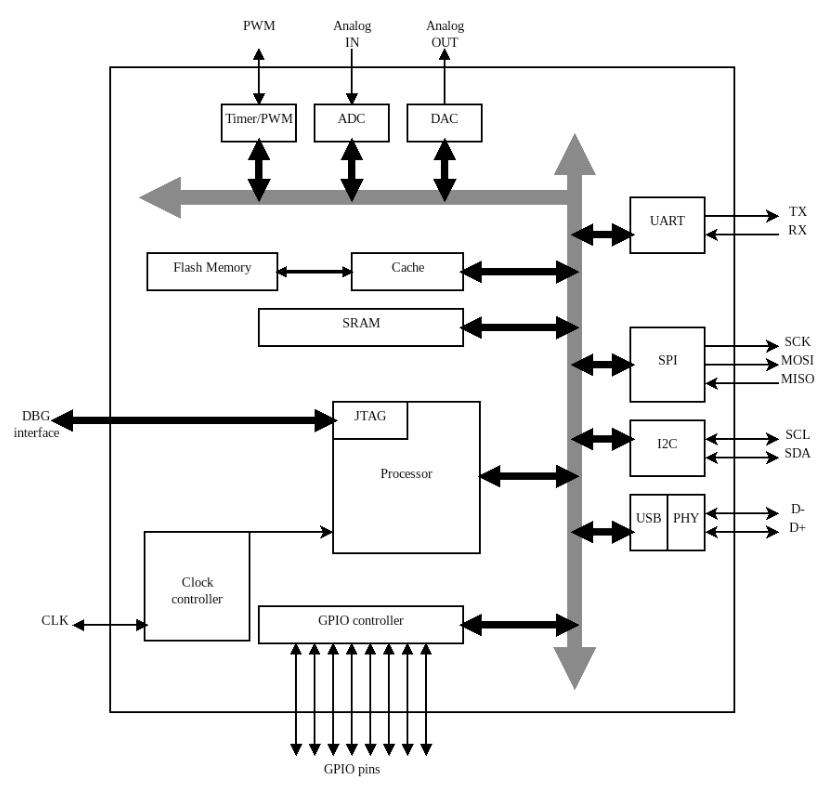 PWM
Analog
IN
Analog
OUT
Timer/PWM
ADC
DAC
UART
TX
RX
Flash Memory
Cache
SRAM
SPI
SCK
MOSI
MISO
DBG
interface
JTAG
Processor
I2C
SCL
SDA
USB
PHY
D-
D+
Clock
controller
CLK
GPIO controller
GPIO pins